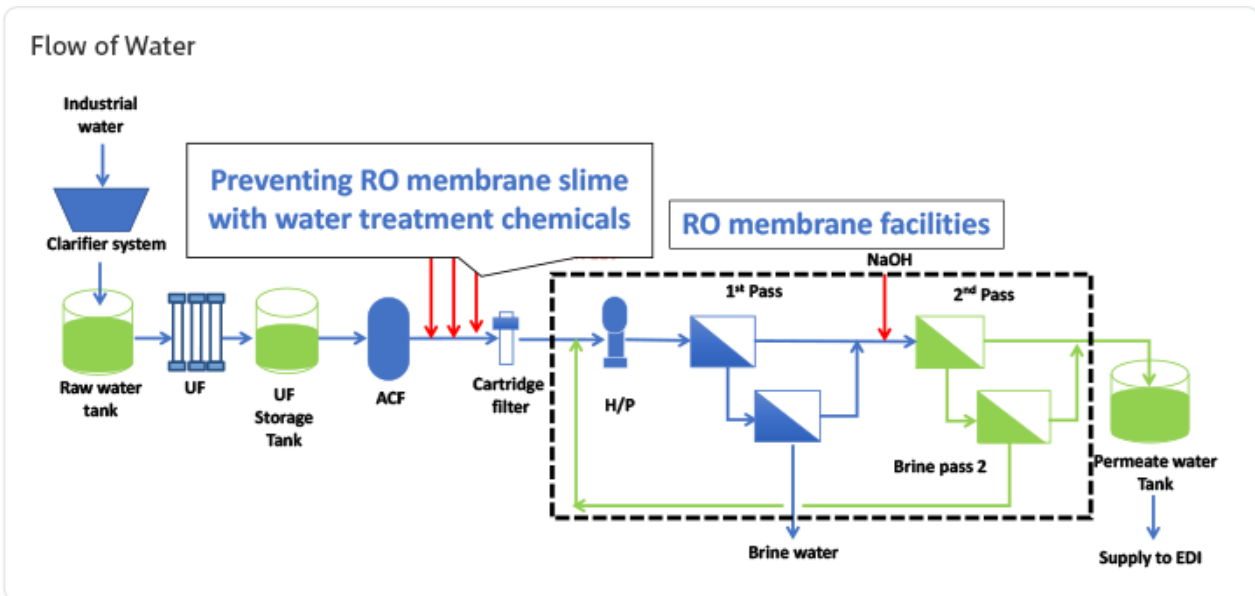 Flow of Water
Industrial
water
Clarifier system
Preventing RO membrane slime
with water treatment chemicals
RO membrane facilities
NaOH
1st Pass
2nd Pass
Raw water
tank
UF
UF
Storage
Tank
ACF
Cartridge
filter
H/P
Brine pass 2
Permeate water
Tank
Brine water
Supply to EDI